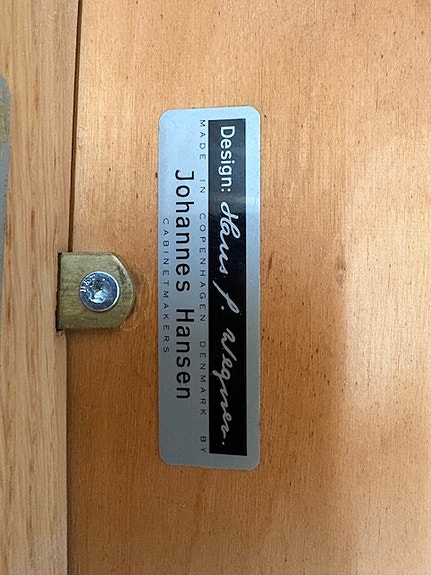 Design: Hans J. Wegner.
MADE IN COPENHAGEN DENMARK BY
Johannes Hansen
CABINETMAKERS